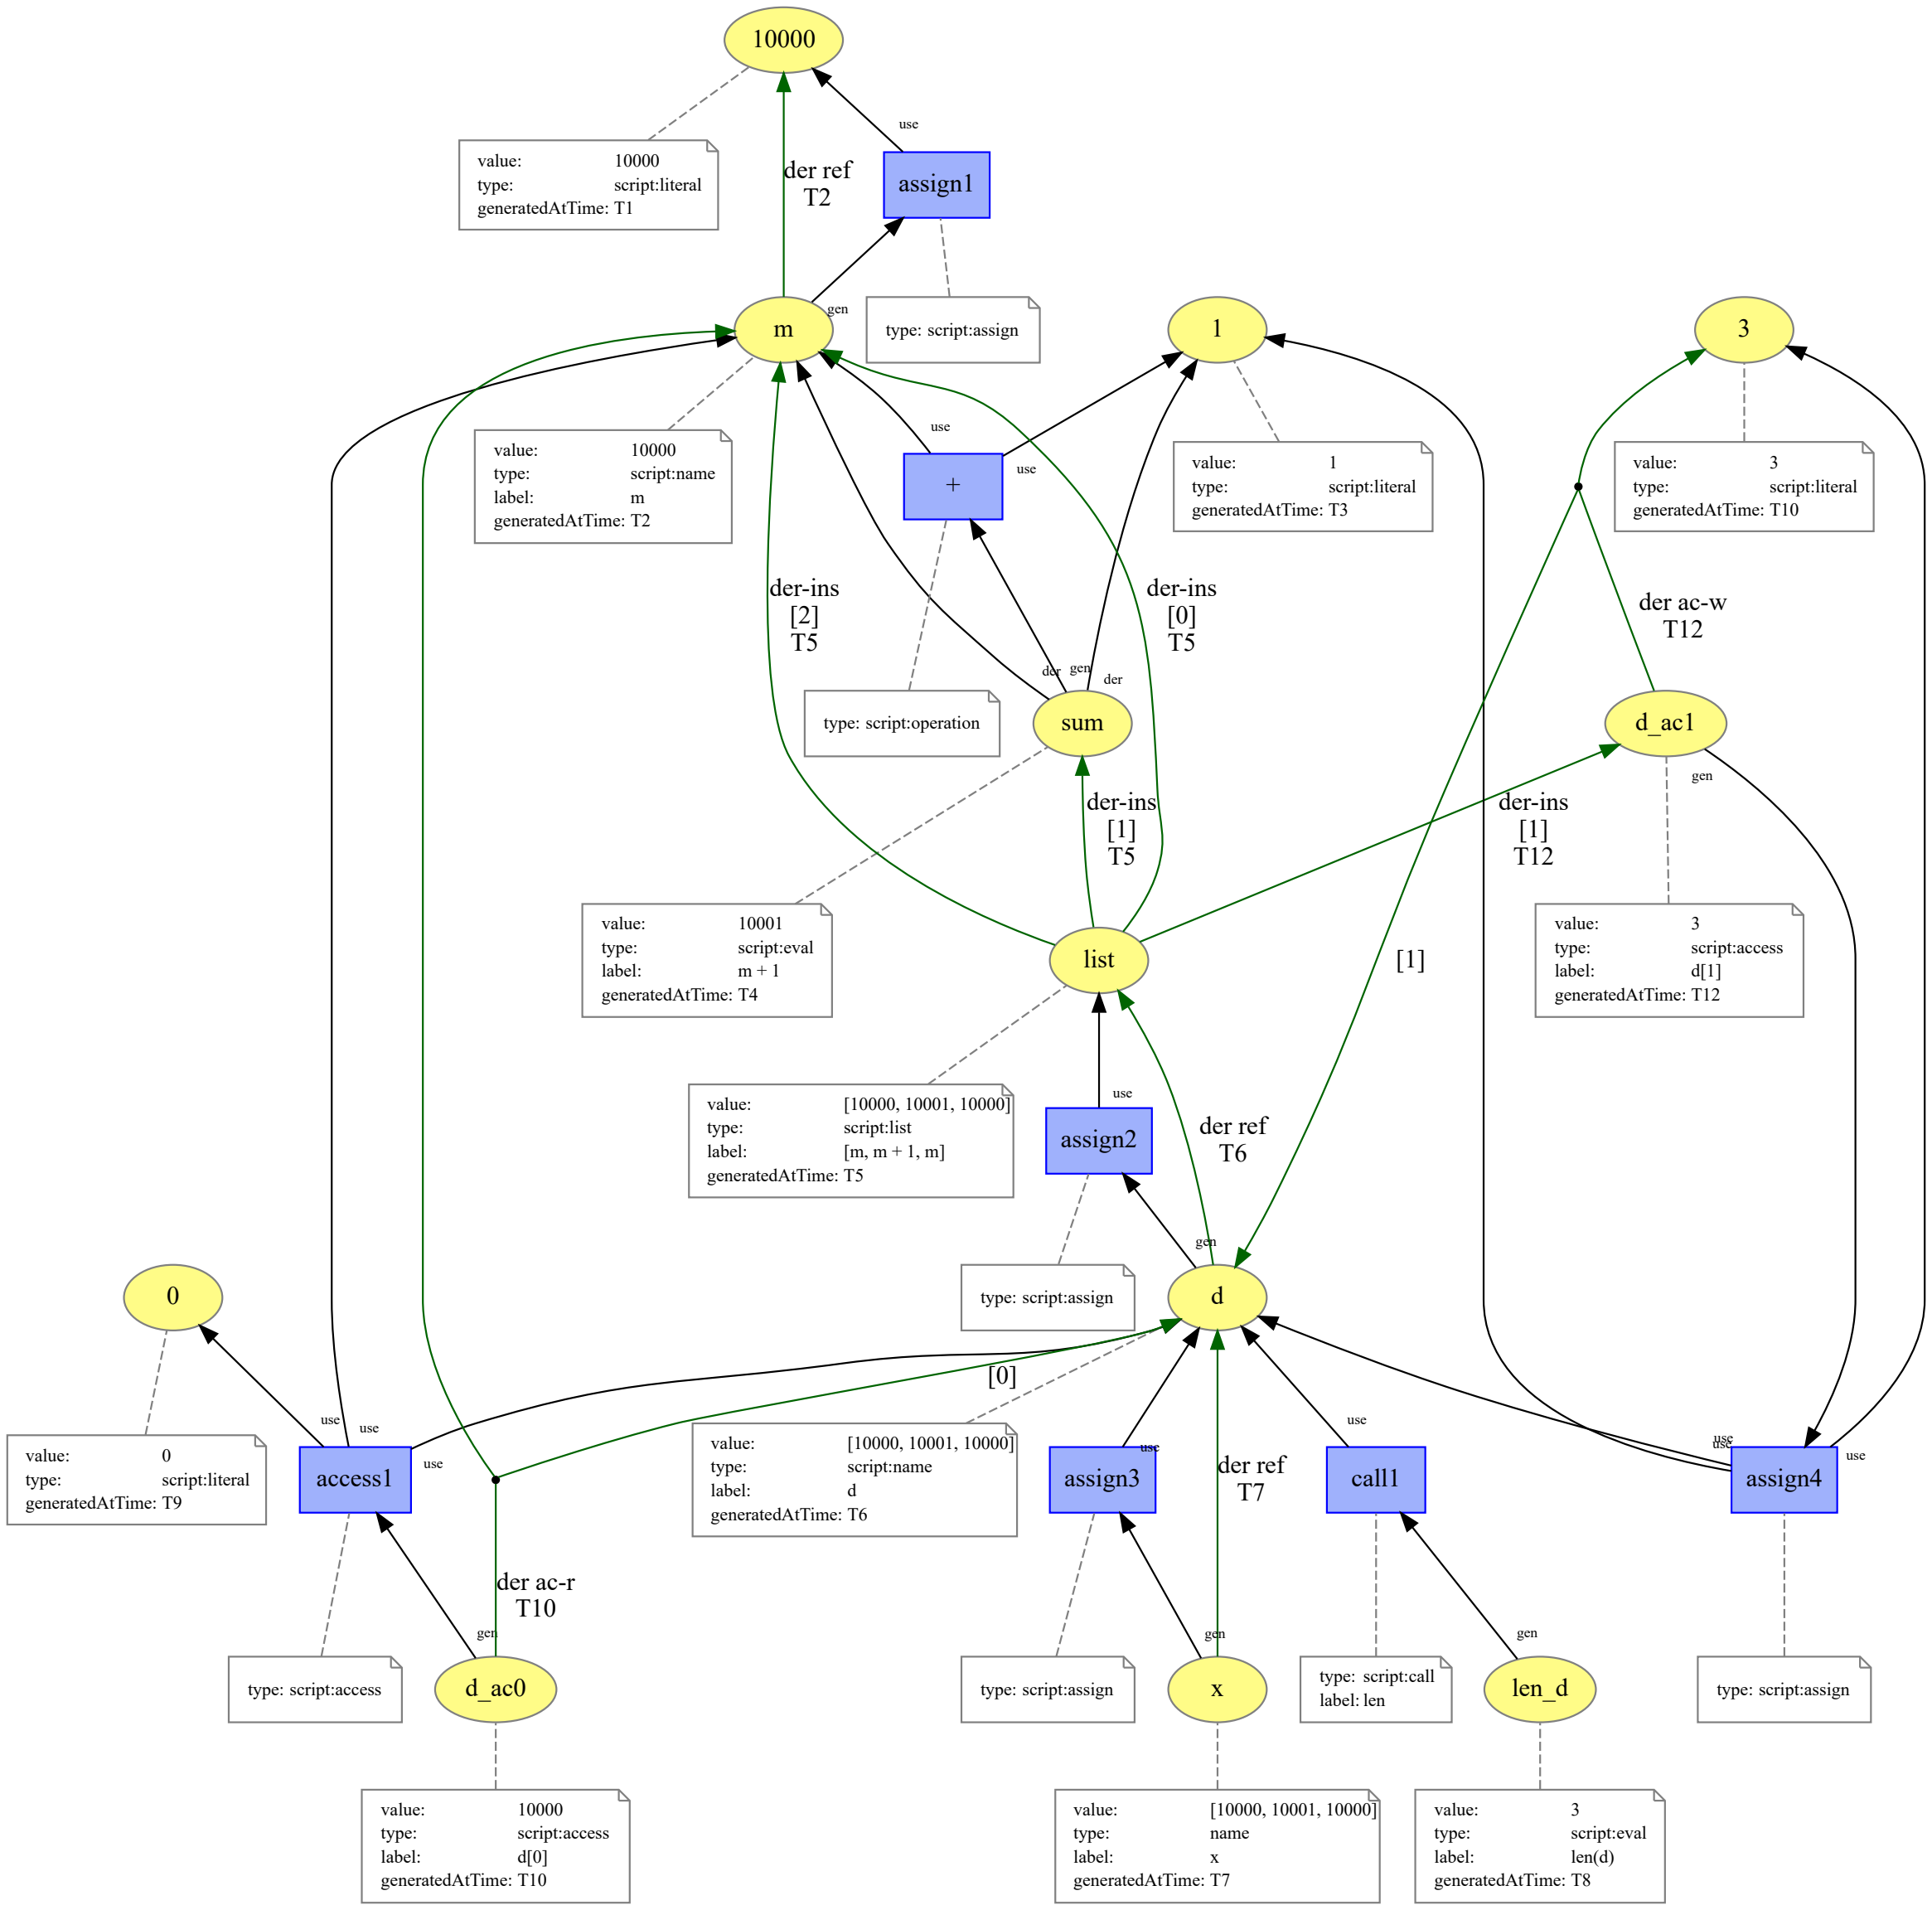 10000
use
value: 10000
type: script:literal
generatedAtTime: T1
der ref
T2
assign1
gen
m
type: script:assign
1
3
value: 10000
type: script:name
label: m
generatedAtTime: T2
use
+
use
value: 1
type: script:literal
generatedAtTime: T3
value: 3
type: script:literal
generatedAtTime: T10
der-ins
[2]
T5
der-ins
[0]
T5
der ac-w
T12
der
gen
der
type: script:operation
sum
d_ac1
gen
der-ins
[1]
T5
der-ins
[1]
T12
value: 10001
type: script:eval
label: m + 1
generatedAtTime: T4
list
[1]
value: 3
type: script:access
label: d[1]
generatedAtTime: T12
use
value: [10000, 10001, 10000]
type: script:list
label: [m, m + 1, m]
generatedAtTime: T5
assign2
der ref
T6
gen
0
type: script:assign
d
[0]
use
use
use
use
use
use
use
use
use
value: 0
type: script:literal
generatedAtTime: T9
access1
value: [10000, 10001, 10000]
type: script:name
label: d
generatedAtTime: T6
assign3
der ref
T7
call1
assign4
der ac-r
T10
gen
gen
gen
type: script:access
d_ac0
type: script:assign
x
type: script:call
label: len
len_d
type: script:assign
value: 10000
type: script:access
label: d[0]
generatedAtTime: T10
value: [10000, 10001, 10000]
type: name
label: x
generatedAtTime: T7
value: 3
type: script:eval
label: len(d)
generatedAtTime: T8